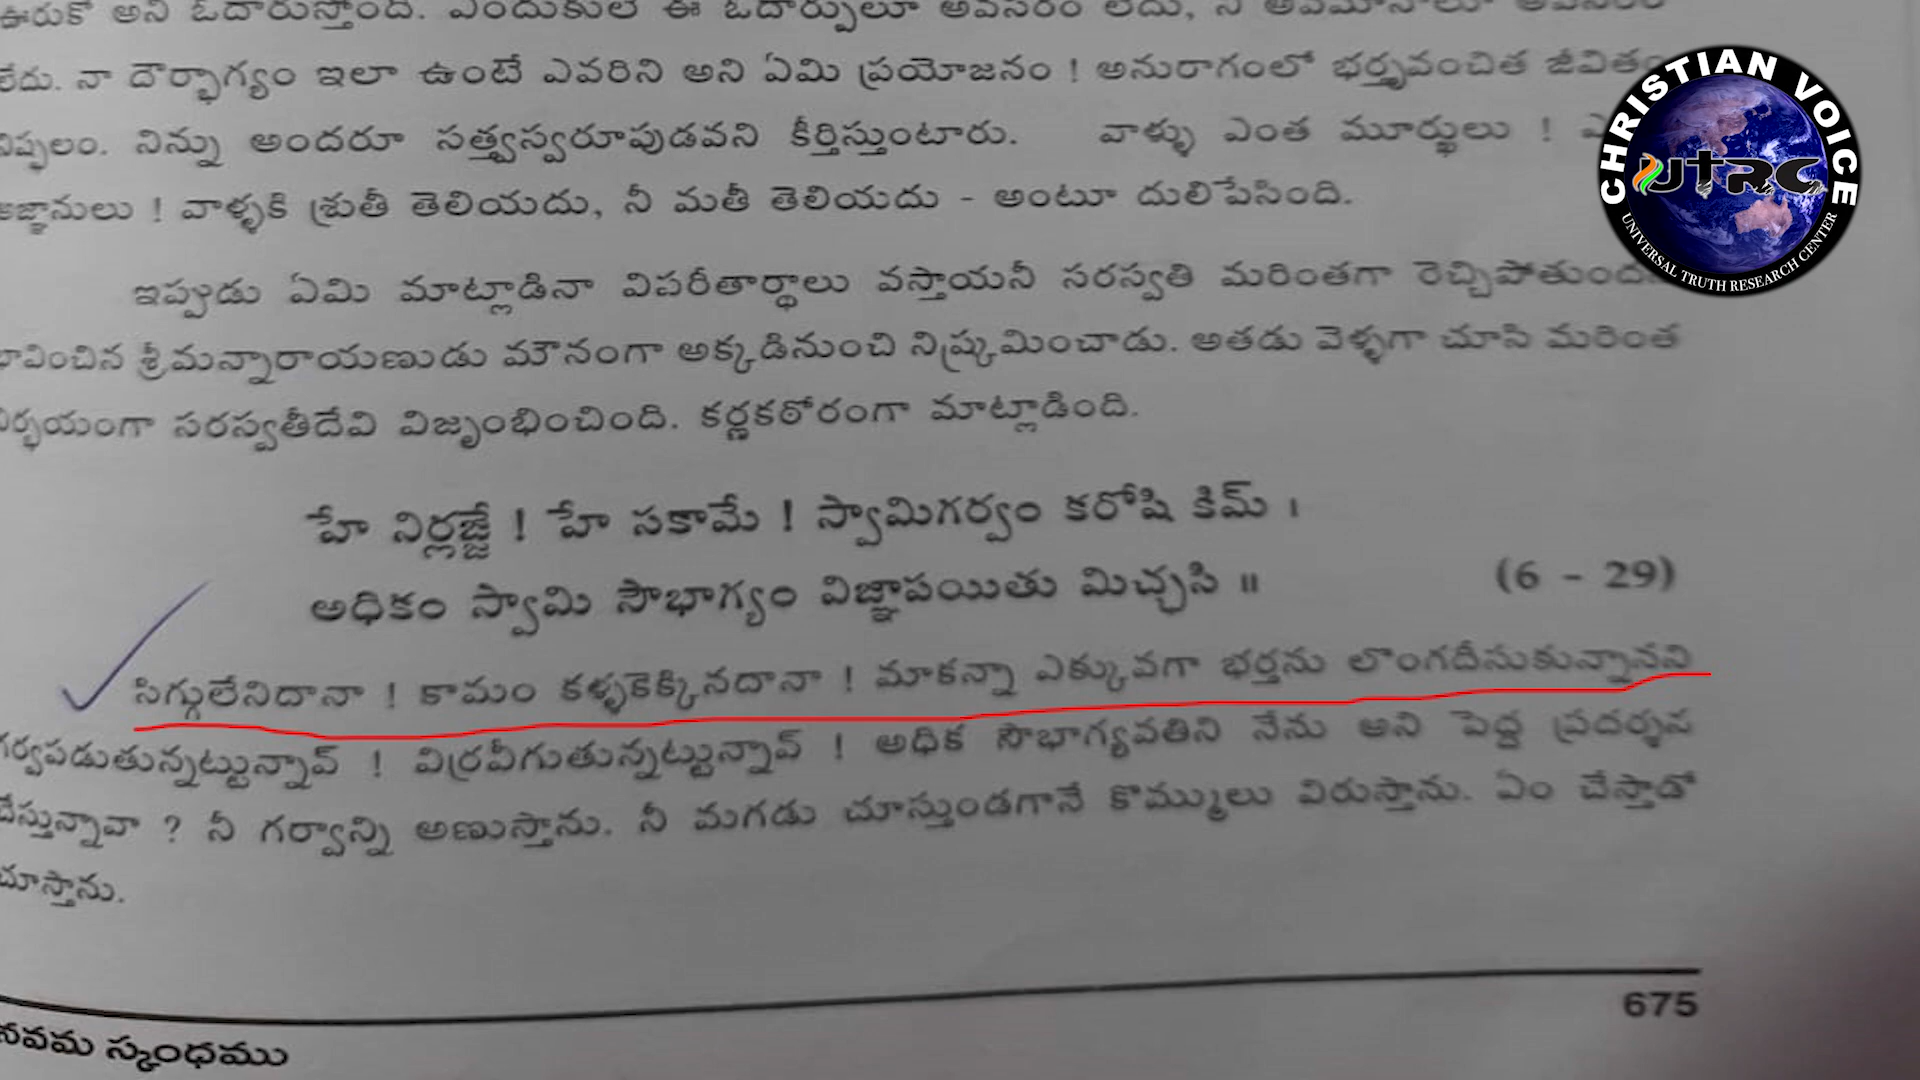 ఊరుకో అని ఓదారుస్తోంది. ఎందుకులే ఈ ఓదార్పులూ అవసరం లేదు, నీ అవమానాలూ అవసరం
లేదు. నా దౌర్భాగ్యం ఇలా ఉంటే ఎవరిని అని ఏమి ప్రయోజనం ! అనురాగంలో భర్తృవంచిత జీవితం
నిష్ఫలం. నిన్ను అందరూ సత్త్వస్వరూపుడవని కీర్తిస్తుంటారు. వాళ్ళు ఎంత మూర్ఖులు !
అజ్ఞానులు ! వాళ్ళకి శ్రుతీ తెలియదు, నీ మతీ తెలియదు - అంటూ దులిపేసింది.
ఇప్పుడు ఏమి మాట్లాడినా విపరీతార్థాలు వస్తాయనీ సరస్వతి మరింతగా రెచ్చిపోతుందనీ
భావించిన శ్రీమన్నారాయణుడు మౌనంగా అక్కడినుంచి నిష్క్రమించాడు. అతడు వెళ్ళగా చూసి మరింత
నిర్భయంగా సరస్వతీదేవి విజృంభించింది. కర్ణకఠోరంగా మాట్లాడింది.
హే నిర్లజ్జే ! హే సకామే ! స్వామిగర్వం కరోషి కిమ్ ।
అధికం స్వామి సౌభాగ్యం విజ్ఞాపయితు మిచ్ఛసి ॥ (6 - 29)
సిగ్గులేనిదానా ! కామం కళ్ళకెక్కినదానా ! మాకన్నా ఎక్కువగా భర్తను లొంగదీసుకున్నానని
గర్వపడుతున్నట్టున్నావ్ ! విర్రవీగుతున్నట్టున్నావ్ ! అధిక సౌభాగ్యవతిని నేను అని పెద్ద ప్రదర్శన
చేస్తున్నావా ? నీ గర్వాన్ని అణుస్తాను. నీ మగడు చూస్తుండగానే కొమ్ములు విరుస్తాను. ఏం చేస్తాడో
చూస్తాను.
675
నవమ స్కంధము
CHRISTIAN VOICE
UTRC
UNIVERSAL TRUTH RESEARCH CENTER